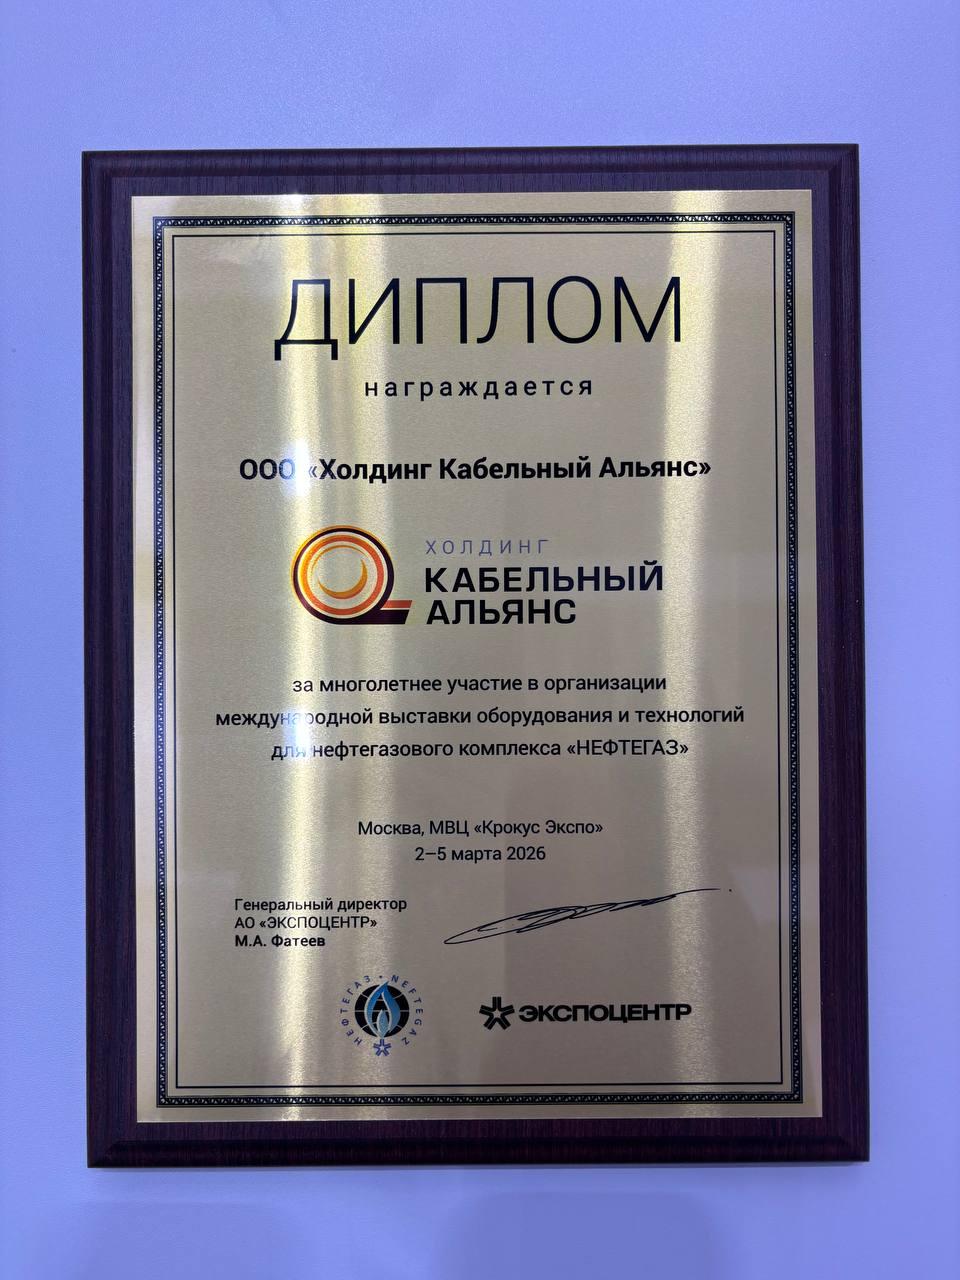 ДИПЛОМ
награждается
ООО «Холдинг Кабельный Альянс»
ХОЛДИНГ
КАБЕЛЬНЫЙ
АЛЬЯНС
за многолетнее участие в организации
международной выставки оборудования и технологий
для нефтегазового комплекса «НЕФТЕГАЗ»
Москва, МВЦ «Крокус Экспо»
2–5 марта 2026
Генеральный директор
АО «ЭКСПОЦЕНТР»
М.А. Фатеев
НЕФТЕГАЗ • NEFTEGAZ
ЭКСПОЦЕНТР